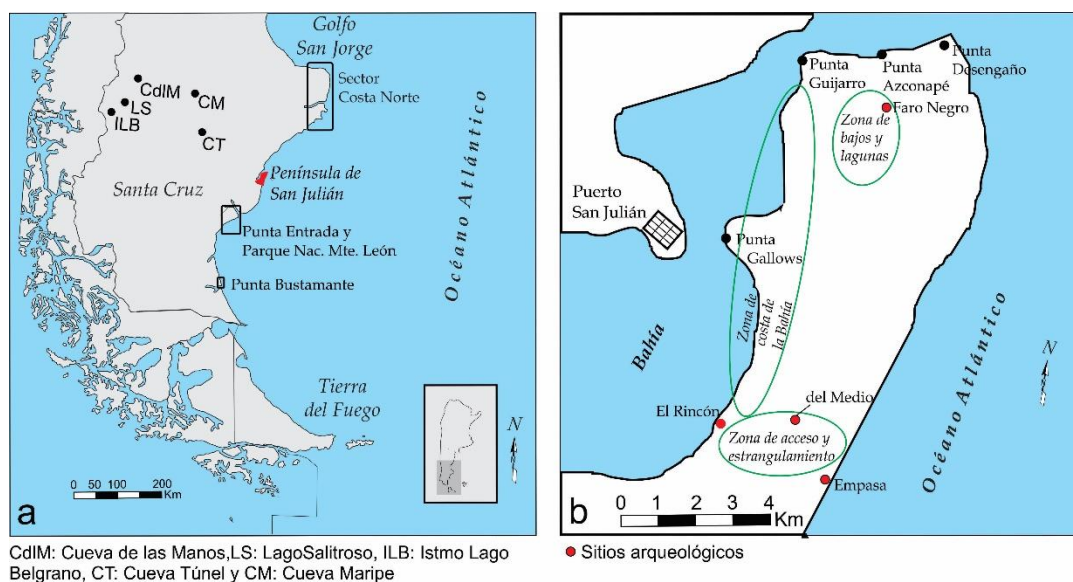 Golfo
San Jorge
Sector
Costa Norte
CdlM
LS
CM
ILB
CT
Santa Cruz
Península de
San Julián
Punta Entrada y
Parque Nac. Mte. León
Punta Bustamante
Océano Atlántico
Tierra
del Fuego
0 50 100 200
Km
N
a
Punta
Guijarro
Punta
Azconapé
Punta
Desengaño
Faro Negro
Zona de
bajos y
lagunas
Puerto
San Julián
Punta
Gallows
Zona de
costa de
la Bahía
Bahía
El Rincón
del Medio
Zona de acceso y
estrangulamiento
Empasa
Océano Atlántico
N
0 1 2 3 4
Km
b
CdIM: Cueva de las Manos,LS: LagoSalitroso, ILB: Istmo Lago
Belgrano, CT: Cueva Túnel y CM: Cueva Maripe
Sitios arqueológicos